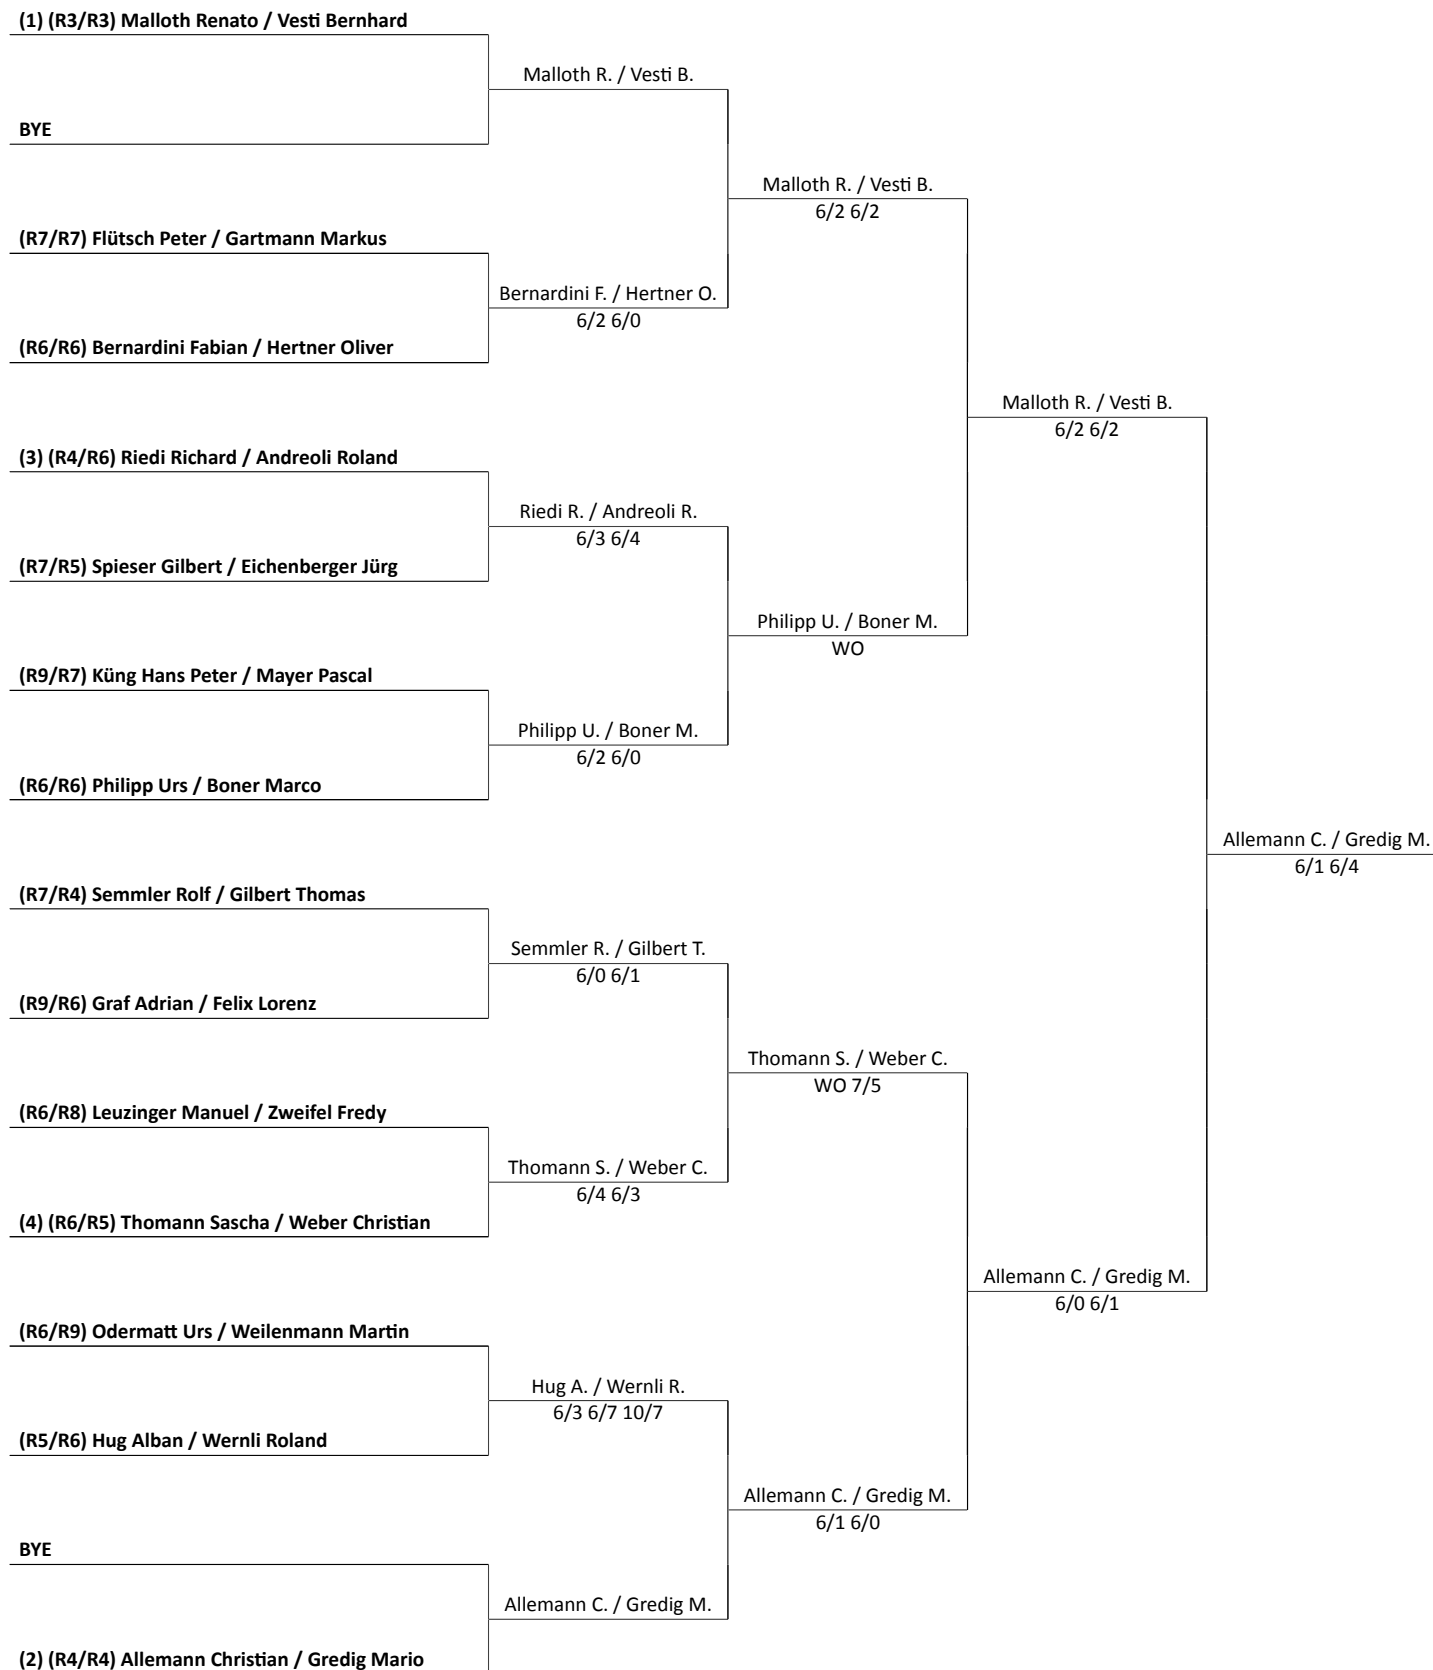 (1) (R3/R3) Malloth Renato / Vesti Bernhard
Malloth R. / Vesti B.
BYE
Malloth R. / Vesti B.
6/2 6/2
(R7/R7) Flütsch Peter / Gartmann Markus
Bernardini F. / Hertner O.
6/2 6/0
(R6/R6) Bernardini Fabian / Hertner Oliver
Malloth R. / Vesti B.
6/2 6/2
(3) (R4/R6) Riedi Richard / Andreoli Roland
Riedi R. / Andreoli R.
6/3 6/4
(R7/R5) Spieser Gilbert / Eichenberger Jürg
Philipp U. / Boner M.
WO
(R9/R7) Küng Hans Peter / Mayer Pascal
Philipp U. / Boner M.
6/2 6/0
(R6/R6) Philipp Urs / Boner Marco
Allemann C. / Gredig M.
6/1 6/4
(R7/R4) Semmler Rolf / Gilbert Thomas
Semmler R. / Gilbert T.
6/0 6/1
(R9/R6) Graf Adrian / Felix Lorenz
Thomann S. / Weber C.
WO 7/5
(R6/R8) Leuzinger Manuel / Zweifel Fredy
Thomann S. / Weber C.
6/4 6/3
(4) (R6/R5) Thomann Sascha / Weber Christian
Allemann C. / Gredig M.
6/0 6/1
(R6/R9) Odermatt Urs / Weilenmann Martin
Hug A. / Wernli R.
6/3 6/7 10/7
(R5/R6) Hug Alban / Wernli Roland
Allemann C. / Gredig M.
6/1 6/0
BYE
Allemann C. / Gredig M.
(2) (R4/R4) Allemann Christian / Gredig Mario